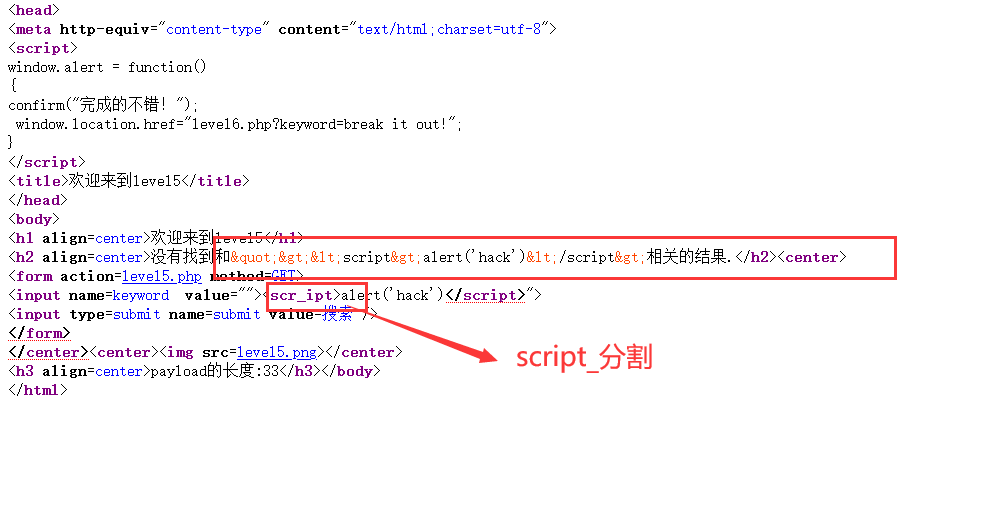 <head>
<meta http-equiv="content-type" content="text/html;charset=utf-8">
<script>
window.alert = function()
{
confirm("完成的不错！");
window.location.href="level6.php?keyword=break it out!";
}
</script>
<title>欢迎来到level5</title>
</head>
<body>
<h1 align=center>欢迎来到level5</h1>
<h2 align=center>没有找到和&quot;&gt;&lt;script&gt;alert('hack')&lt;/script&gt;相关的结果.</h2><center>
<form action=level5.php method=GET>
<input name=keyword  value=""><scr_ipt>alert('hack')</script>">
<input type=submit name=submit value=搜索 />
</form>
</center><center><img src=level5.png></center>
<h3 align=center>payload的长度:33</h3></body>
</html>
script_分割